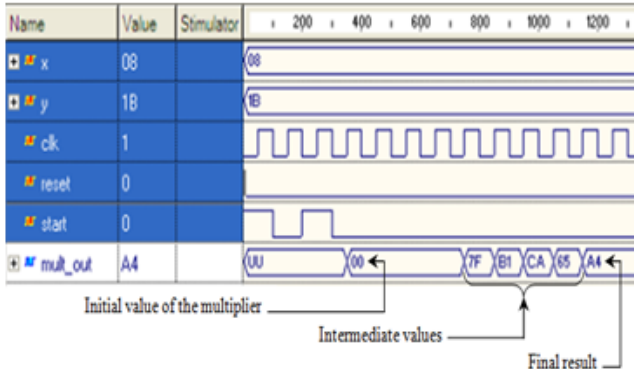 Name Value Stimulator 200 400 600 800 1000 1200
x 08 08
y 1B 1B
clk 1
reset 0
start 0
mult_out A4 UU 00 7F B1 CA 65 A4
Initial value of the multiplier
Intermediate values
Final result